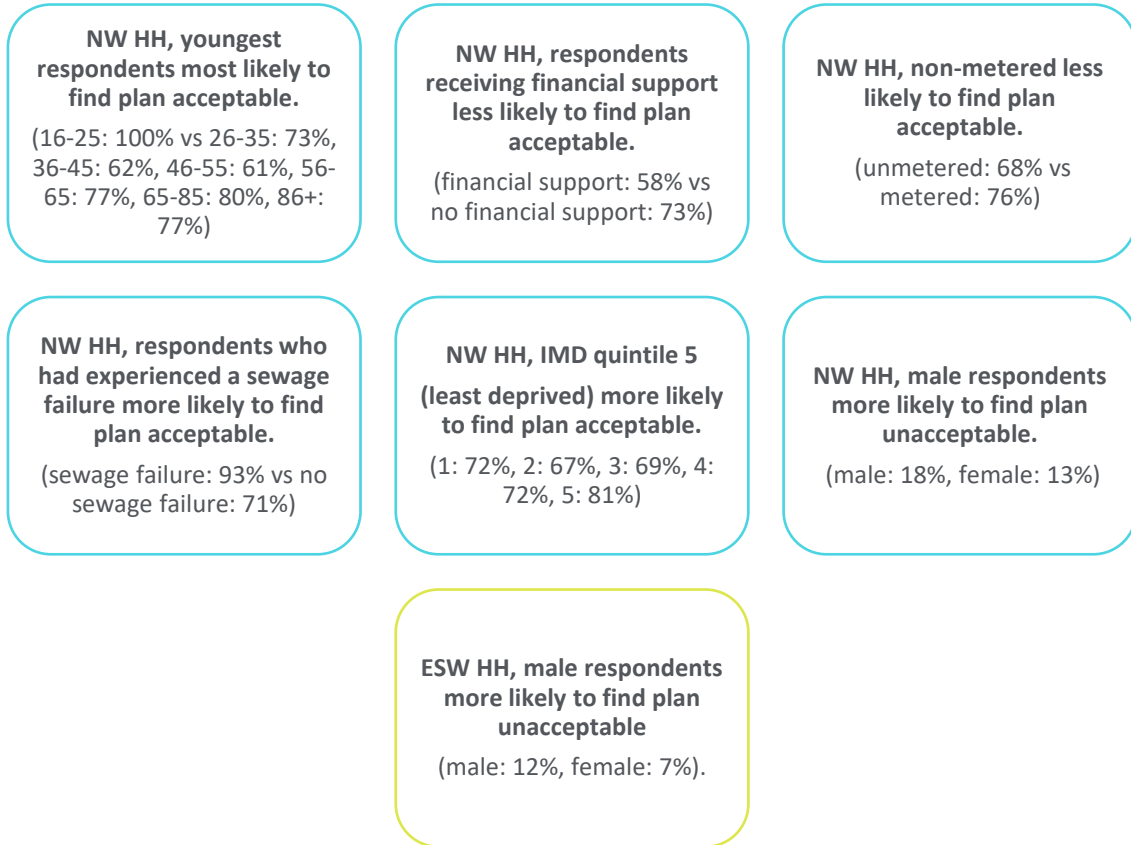 NW HH, youngest
respondents most likely to
find plan acceptable.
(16-25: 100% vs 26-35: 73%,
36-45: 62%, 46-55: 61%, 56-
65: 77%, 65-85: 80%, 86+:
77%)
NW HH, respondents
receiving financial support
less likely to find plan
acceptable.
(financial support: 58% vs
no financial support: 73%)
NW HH, non-metered less
likely to find plan
acceptable.
(unmetered: 68% vs
metered: 76%)
NW HH, respondents who
had experienced a sewage
failure more likely to find
plan acceptable.
(sewage failure: 93% vs no
sewage failure: 71%)
NW HH, IMD quintile 5
(least deprived) more likely
to find plan acceptable.
(1: 72%, 2: 67%, 3: 69%, 4:
72%, 5: 81%)
NW HH, male respondents
more likely to find plan
unacceptable.
(male: 18%, female: 13%)
ESW HH, male respondents
more likely to find plan
unacceptable
(male: 12%, female: 7%).